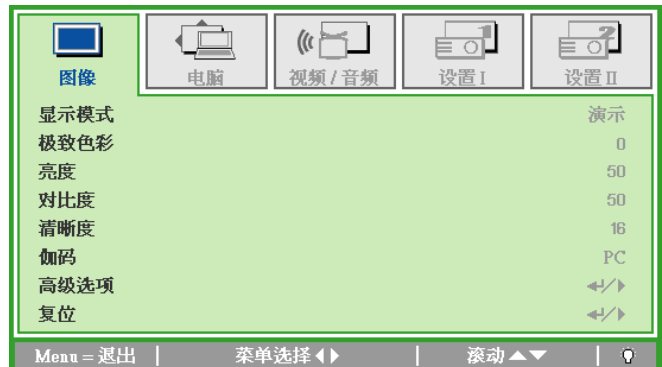 图像 电脑 视频 / 音频 设置 I 设置 II
显示模式 演示
极致色彩 0
亮度 50
对比度 50
清晰度 16
伽码 PC
高级选项
复位
Menu = 退出 菜单选择 滚动